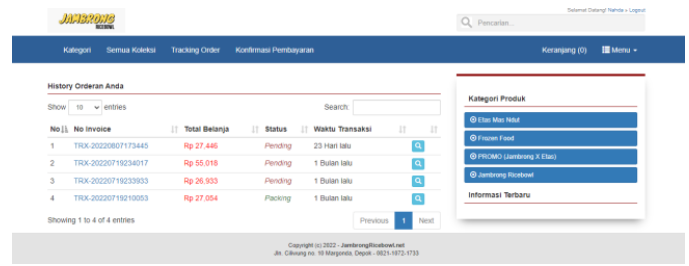 JAMBRONG
RICEBOWL
Selamat Datang! Nanda » Logout
Pencarian...
Kategori Semua Koleksi Tracking Order Konfirmasi Pembayaran Keranjang (0) Menu
History Orderan Anda
Show 10 entries Search:
No No Invoice Total Belanja Status Waktu Transaksi
1 TRX-20220807173445 Rp 27,446 Pending 23 Hari lalu
2 TRX-20220719234017 Rp 55,018 Pending 1 Bulan lalu
3 TRX-20220719233933 Rp 26,933 Pending 1 Bulan lalu
4 TRX-20220719210053 Rp 27,054 Packing 1 Bulan lalu
Showing 1 to 4 of 4 entries Previous 1 Next
Kategori Produk
Etas Mas Ndut
Frozen Food
PROMO (Jambrong X Etas)
Jambrong Ricebowl
Informasi Terbaru
Copyright (c) 2022 - JambrongRicebowl.net
Jln. Ciliwung no. 16 Margonda, Depok - 0821-1872-1733